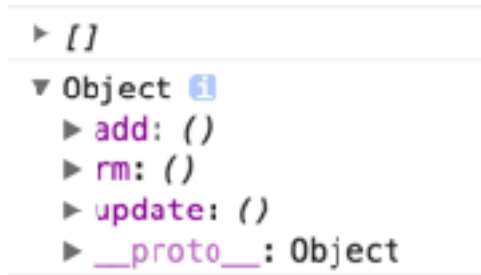 []
Object i
add: ()
rm: ()
update: ()
__proto__: Object